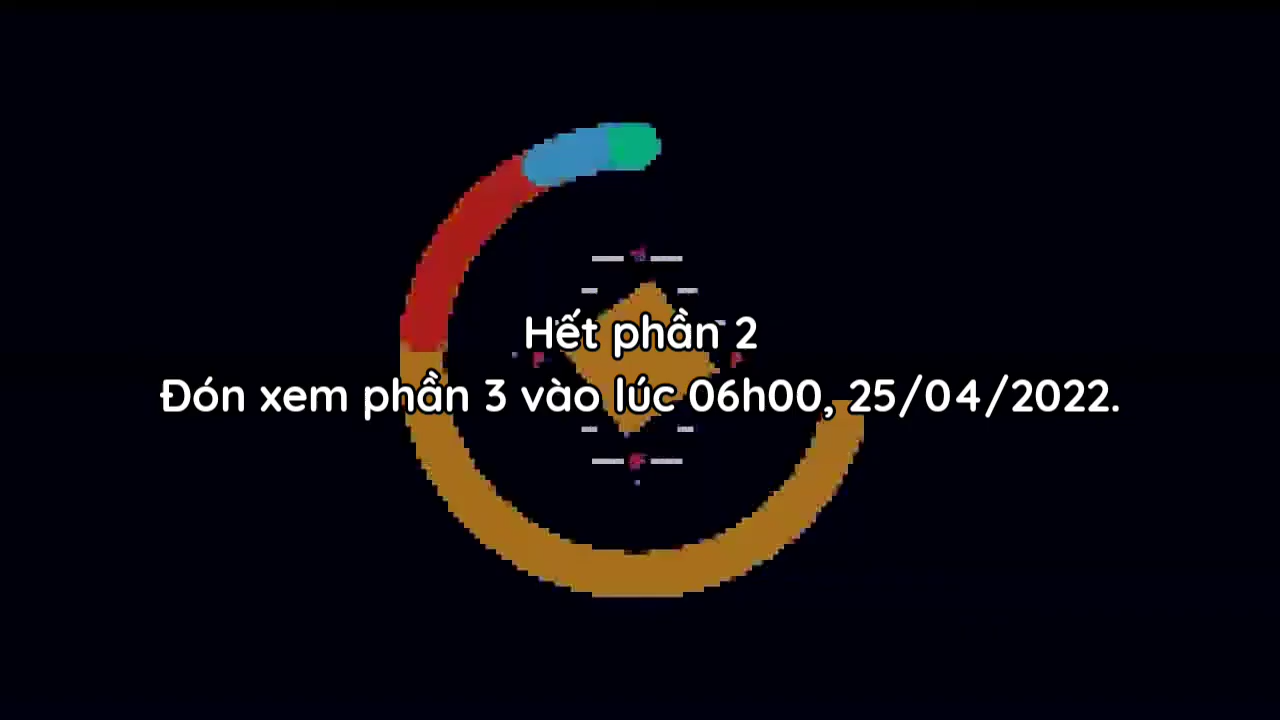 Hết phần 2
Đón xem phần 3 vào lúc 06h00, 25/04/2022.